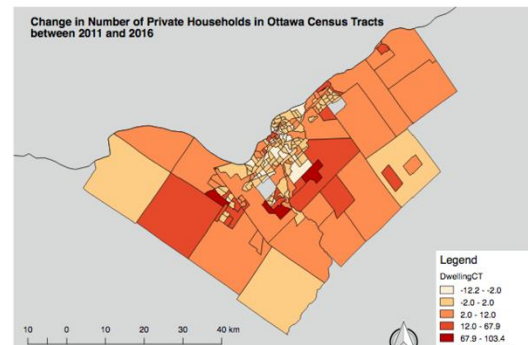 Change in Number of Private Households in Ottawa Census Tracts
between 2011 and 2016
Legend
DwellingCT
-12.2 - -2.0
-2.0 - 2.0
2.0 - 12.0
12.0 - 67.9
67.9 - 103.4
10 0 10 20 30 40 km